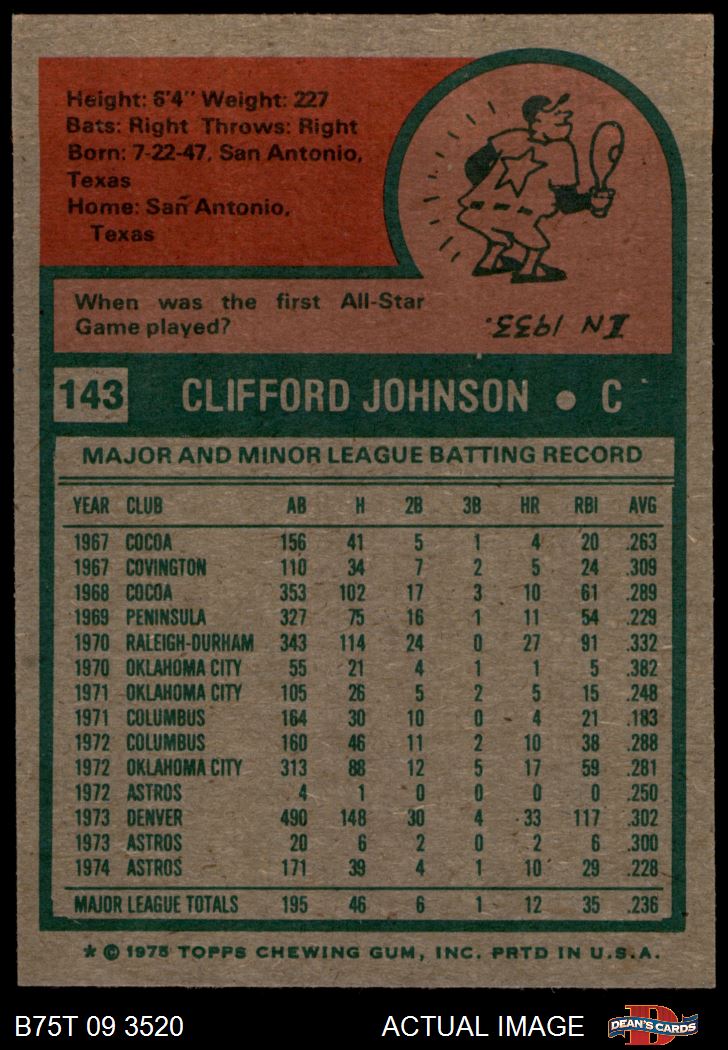 Height: 6'4" Weight: 227
Bats: Right Throws: Right
Born: 7-22-47, San Antonio,
Texas
Home: San Antonio,
Texas
When was the first All-Star
Game played?
IN 1933.
143 CLIFFORD JOHNSON • C
MAJOR AND MINOR LEAGUE BATTING RECORD
YEAR CLUB AB H 2B 3B HR RBI AVG
1967 COCOA 156 41 5 1 4 20 .263
1967 COVINGTON 110 34 7 2 5 24 .309
1968 COCOA 353 102 17 3 10 61 .289
1969 PENINSULA 327 75 16 1 11 54 .229
1970 RALEIGH-DURHAM 343 114 24 0 27 91 .332
1970 OKLAHOMA CITY 55 21 4 1 1 5 .382
1971 OKLAHOMA CITY 105 26 5 2 5 15 .248
1971 COLUMBUS 164 30 10 0 4 21 .183
1972 COLUMBUS 160 46 11 2 10 38 .288
1972 OKLAHOMA CITY 313 88 12 5 17 59 .281
1972 ASTROS 4 1 0 0 0 0 .250
1973 DENVER 490 148 30 4 33 117 .302
1973 ASTROS 20 6 2 0 2 6 .300
1974 ASTROS 171 39 4 1 10 29 .228
MAJOR LEAGUE TOTALS 195 46 6 1 12 35 .236
* © 1975 TOPPS CHEWING GUM, INC. PRTD IN U.S.A.
B75T 09 3520 ACTUAL IMAGE DEAN'S CARDS